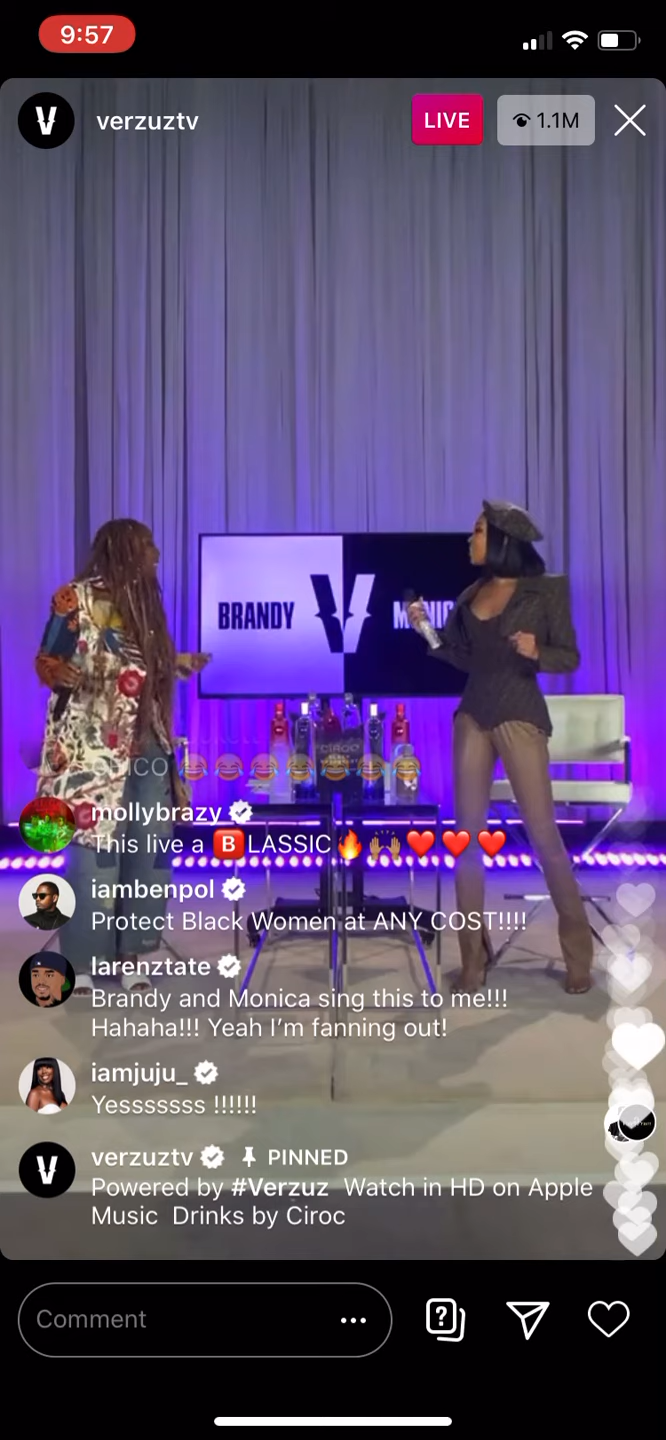 9:57
verzuztv
LIVE
1.1M
BRANDY
V
CÎROC
mollybrazy
This live a 🅱️LASSIC🔥🙌🏾❤️❤️❤️
iambenpol
Protect Black Women at ANY COST!!!!
larenztate
Brandy and Monica sing this to me!!!
Hahaha!!! Yeah I’m fanning out!
iamjuju_
Yesssssss !!!!!!
verzuztv PINNED
Powered by #Verzuz Watch in HD on Apple
Music Drinks by Ciroc
Comment